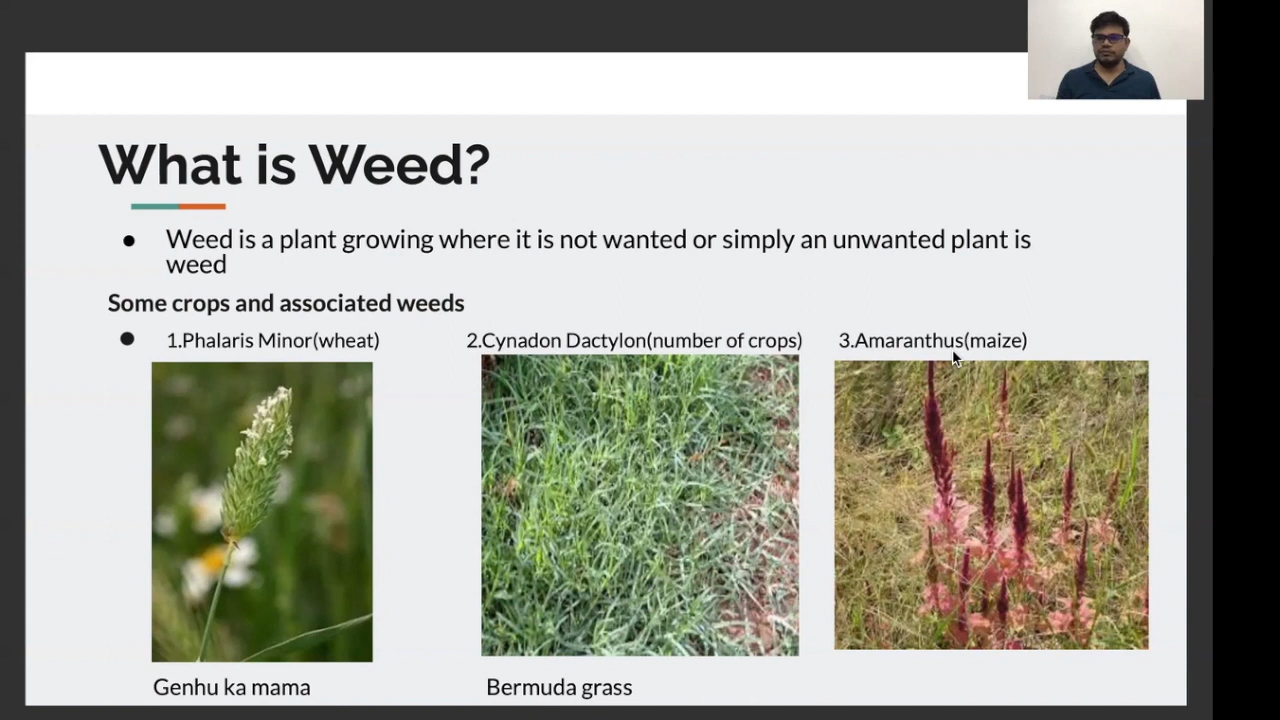 What is Weed?
● Weed is a plant growing where it is not wanted or simply an unwanted plant is
weed
Some crops and associated weeds
● 1.Phalaris Minor(wheat) 2.Cynadon Dactylon(number of crops) 3.Amaranthus(maize)
Genhu ka mama Bermuda grass